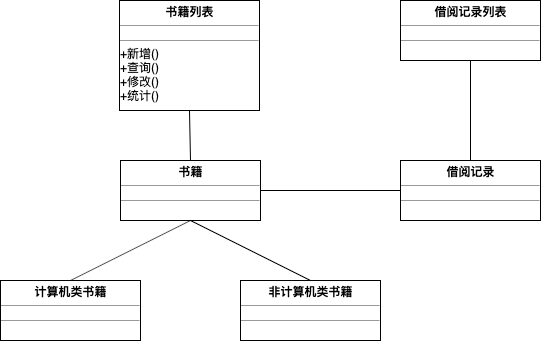 书籍列表
+新增()
+查询()
+修改()
+统计()
借阅记录列表
书籍
借阅记录
计算机类书籍
非计算机类书籍